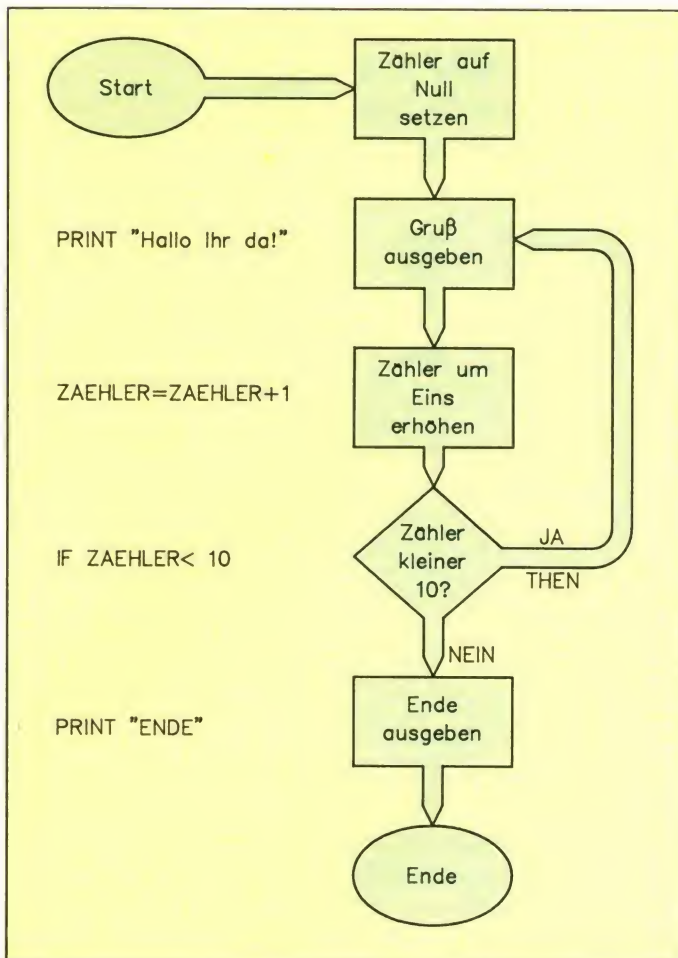 Start
Zähler auf
Null
setzen
PRINT "Hallo Ihr da!"
Gruß
ausgeben
ZAEHLER=ZAEHLER+1
Zähler um
Eins
erhöhen
IF ZAEHLER< 10
Zähler
kleiner
10?
JA
THEN
NEIN
PRINT "ENDE"
Ende
ausgeben
Ende